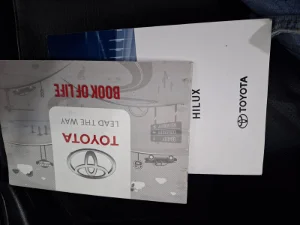 BOOK OF LIFE
TOYOTA
LEAD THE WAY
HILUX
TOYOTA